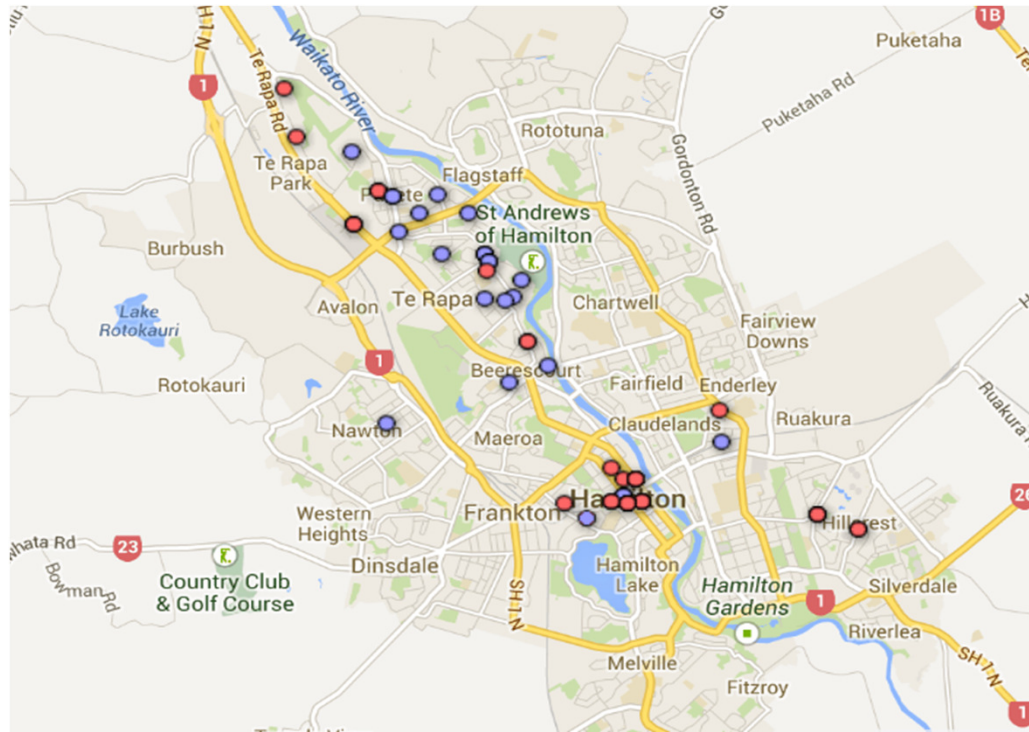 SH 1 N
Waikato River
Te Rapa Rd
1B
Puketaha
1
Puketaha Rd
Rototuna
Te Rapa
Park
Flagstaff
Gordonton Rd
St Andrews
of Hamilton
Burbush
Te Rapa
Avalon
Chartwell
Lake
Rotokauri
Fairview
Downs
1
Beerescourt
Rotokauri
Fairfield
Enderley
Ruakura
Ruakura
Nawton
Maeroa
Claudelands
Hamilton
Frankton
Western
Heights
Hillcrest
26
23
Dinsdale
Country Club
& Golf Course
Bowman Rd
Hamilton
Lake
Hamilton
Gardens
Silverdale
1
SH 1 N
Riverlea
Melville
SH 1 N
Fitzroy
1